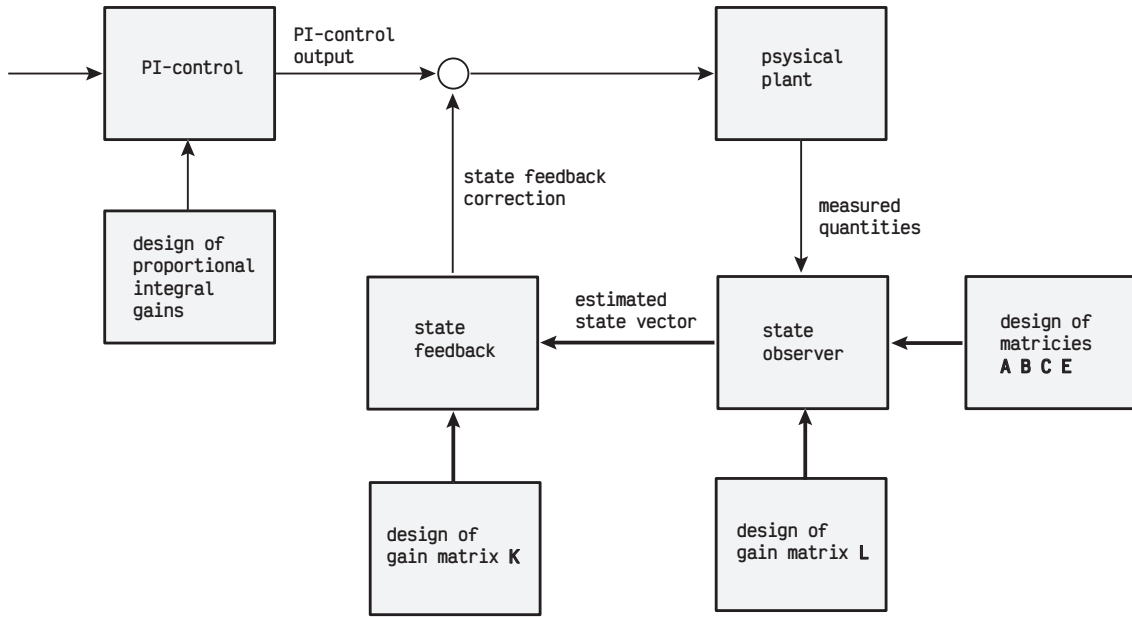 PI-control
PI-control
output
psysical
plant
state feedback
correction
measured
quantities
design of
proportional
integral
gains
state
feedback
estimated
state vector
state
observer
design of
matricies
A B C E
design of
gain matrix K
design of
gain matrix L